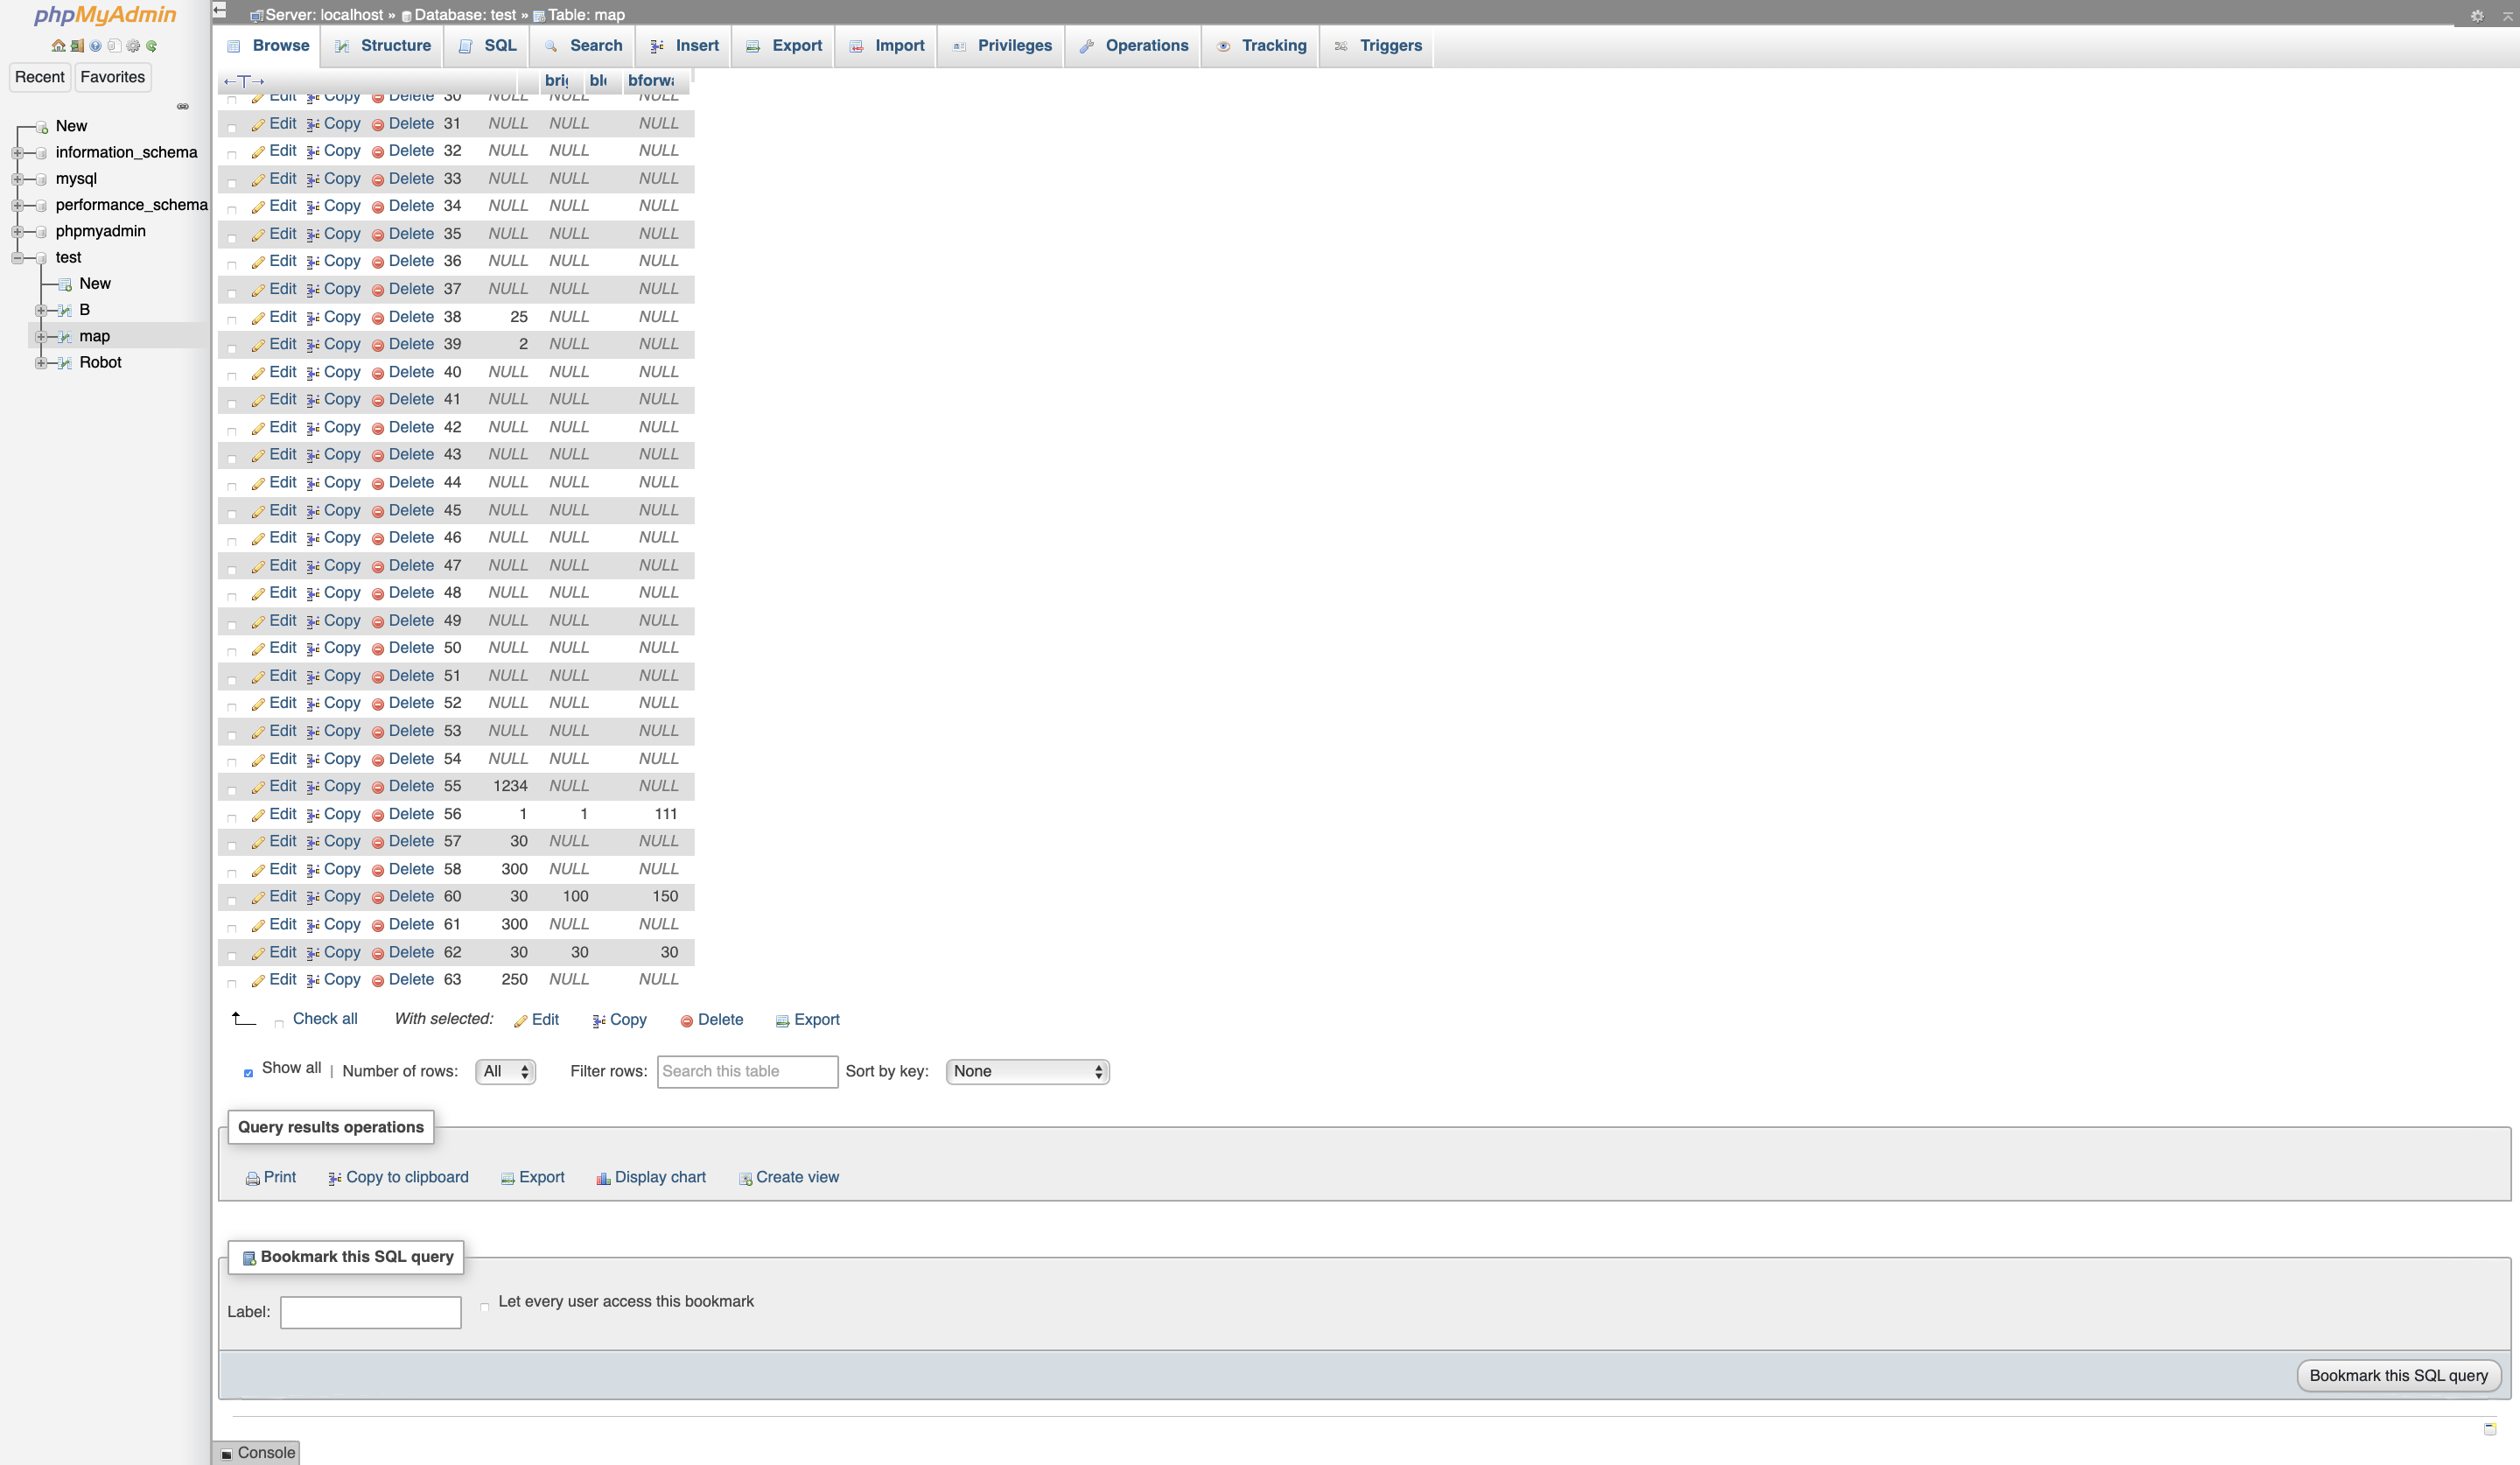 phpMyAdmin
Recent Favorites
New
information_schema
mysql
performance_schema
phpmyadmin
test
New
B
map
Robot
Server: localhost » Database: test » Table: map
Browse Structure SQL Search Insert Export Import Privileges Operations Tracking Triggers
←T→ bri bl bforw
Edit Copy Delete 30 NULL NULL NULL
Edit Copy Delete 31 NULL NULL NULL
Edit Copy Delete 32 NULL NULL NULL
Edit Copy Delete 33 NULL NULL NULL
Edit Copy Delete 34 NULL NULL NULL
Edit Copy Delete 35 NULL NULL NULL
Edit Copy Delete 36 NULL NULL NULL
Edit Copy Delete 37 NULL NULL NULL
Edit Copy Delete 38 25 NULL NULL
Edit Copy Delete 39 2 NULL NULL
Edit Copy Delete 40 NULL NULL NULL
Edit Copy Delete 41 NULL NULL NULL
Edit Copy Delete 42 NULL NULL NULL
Edit Copy Delete 43 NULL NULL NULL
Edit Copy Delete 44 NULL NULL NULL
Edit Copy Delete 45 NULL NULL NULL
Edit Copy Delete 46 NULL NULL NULL
Edit Copy Delete 47 NULL NULL NULL
Edit Copy Delete 48 NULL NULL NULL
Edit Copy Delete 49 NULL NULL NULL
Edit Copy Delete 50 NULL NULL NULL
Edit Copy Delete 51 NULL NULL NULL
Edit Copy Delete 52 NULL NULL NULL
Edit Copy Delete 53 NULL NULL NULL
Edit Copy Delete 54 NULL NULL NULL
Edit Copy Delete 55 1234 NULL NULL
Edit Copy Delete 56 1 1 111
Edit Copy Delete 57 30 NULL NULL
Edit Copy Delete 58 300 NULL NULL
Edit Copy Delete 60 30 100 150
Edit Copy Delete 61 300 NULL NULL
Edit Copy Delete 62 30 30 30
Edit Copy Delete 63 250 NULL NULL
Check all With selected: Edit Copy Delete Export
Show all | Number of rows: All Filter rows: Search this table Sort by key: None
Query results operations
Print Copy to clipboard Export Display chart Create view
Bookmark this SQL query
Label: Let every user access this bookmark
Bookmark this SQL query
Console